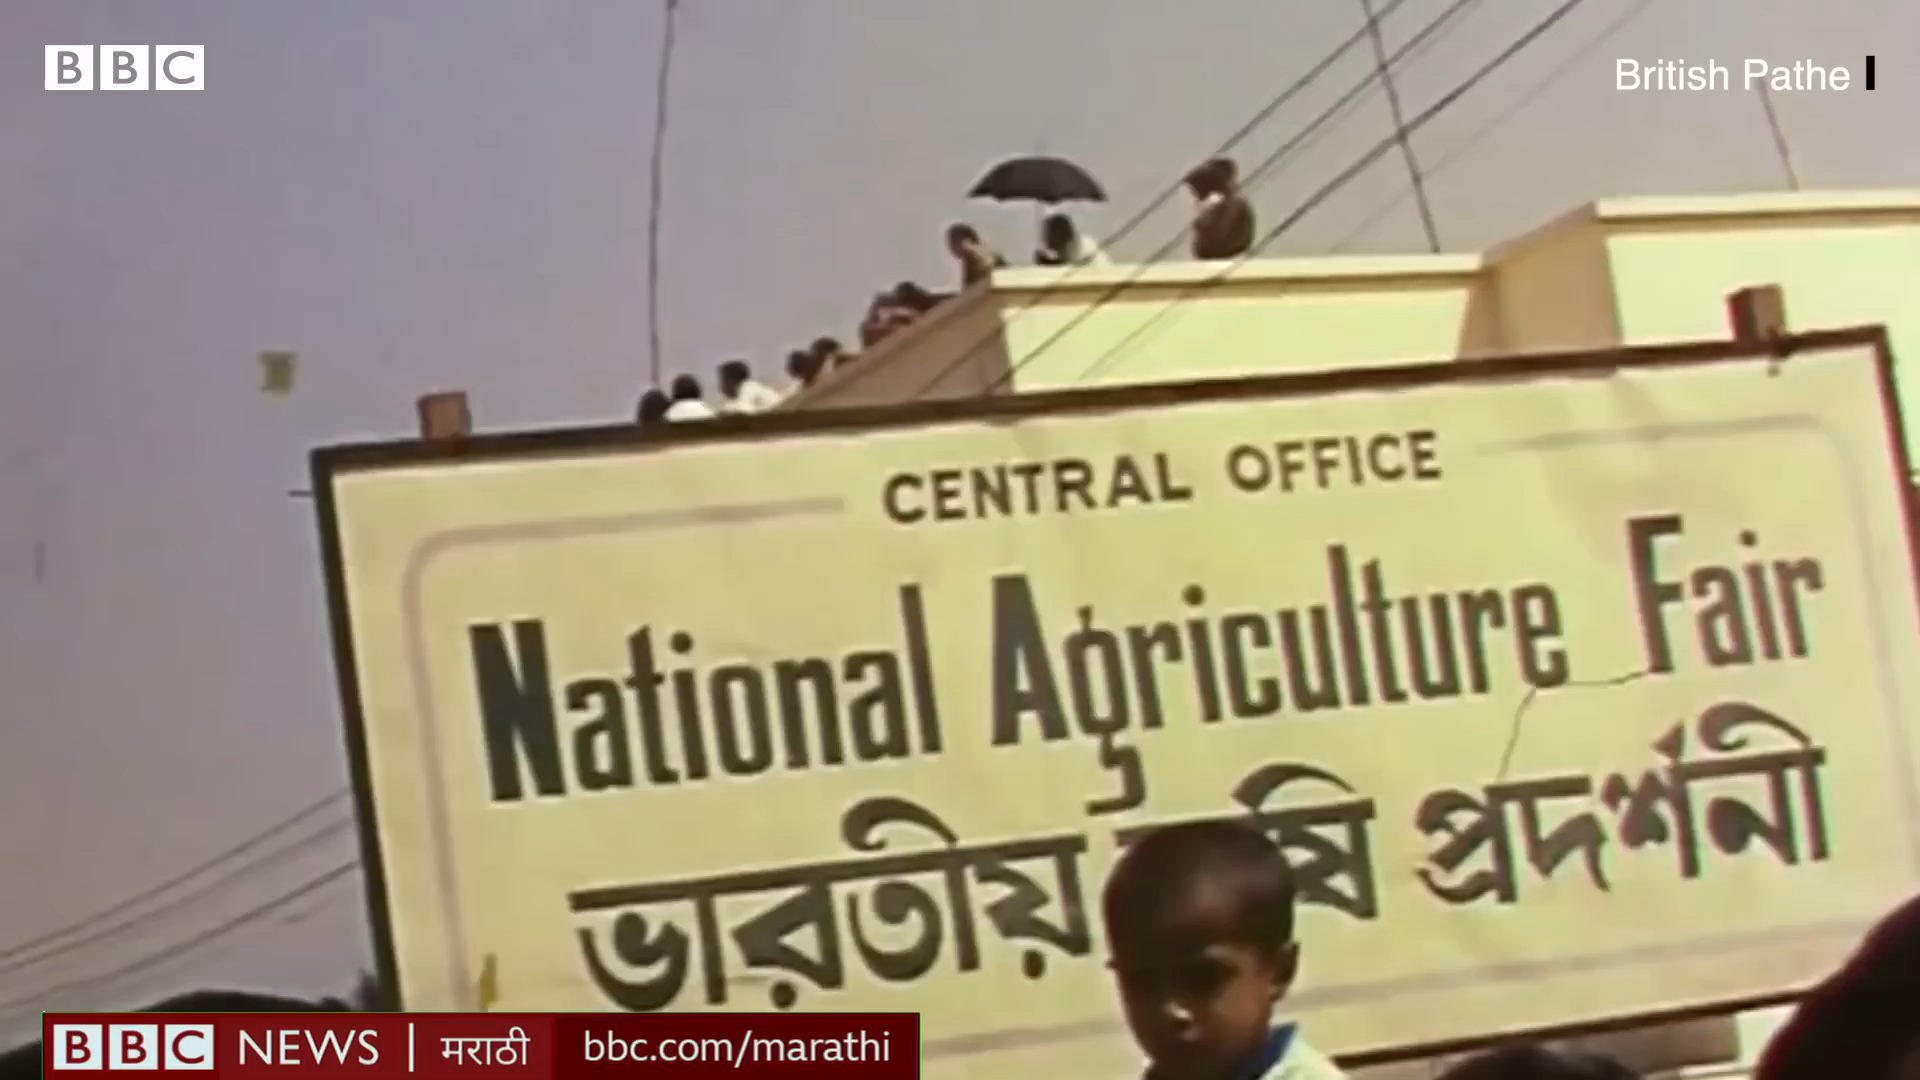 BBC
British Pathe
CENTRAL OFFICE
National Agriculture Fair
ভারতীয় প্রদর্শনী
BBC NEWS | मराठी bbc.com/marathi